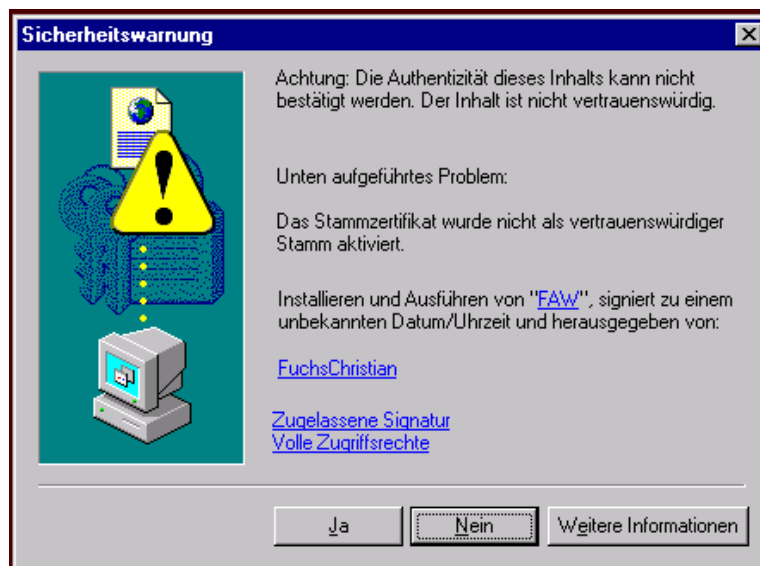 Sicherheitswarnung
Achtung: Die Authentizität dieses Inhalts kann nicht
bestätigt werden. Der Inhalt ist nicht vertrauenswürdig.
Unten aufgeführtes Problem:
Das Stammzertifikat wurde nicht als vertrauenswürdiger
Stamm aktiviert.
Installieren und Ausführen von "FAW", signiert zu einem
unbekannten Datum/Uhrzeit und herausgegeben von:
FuchsChristian
Zugelassene Signatur
Volle Zugriffsrechte
Ja Nein Weitere Informationen